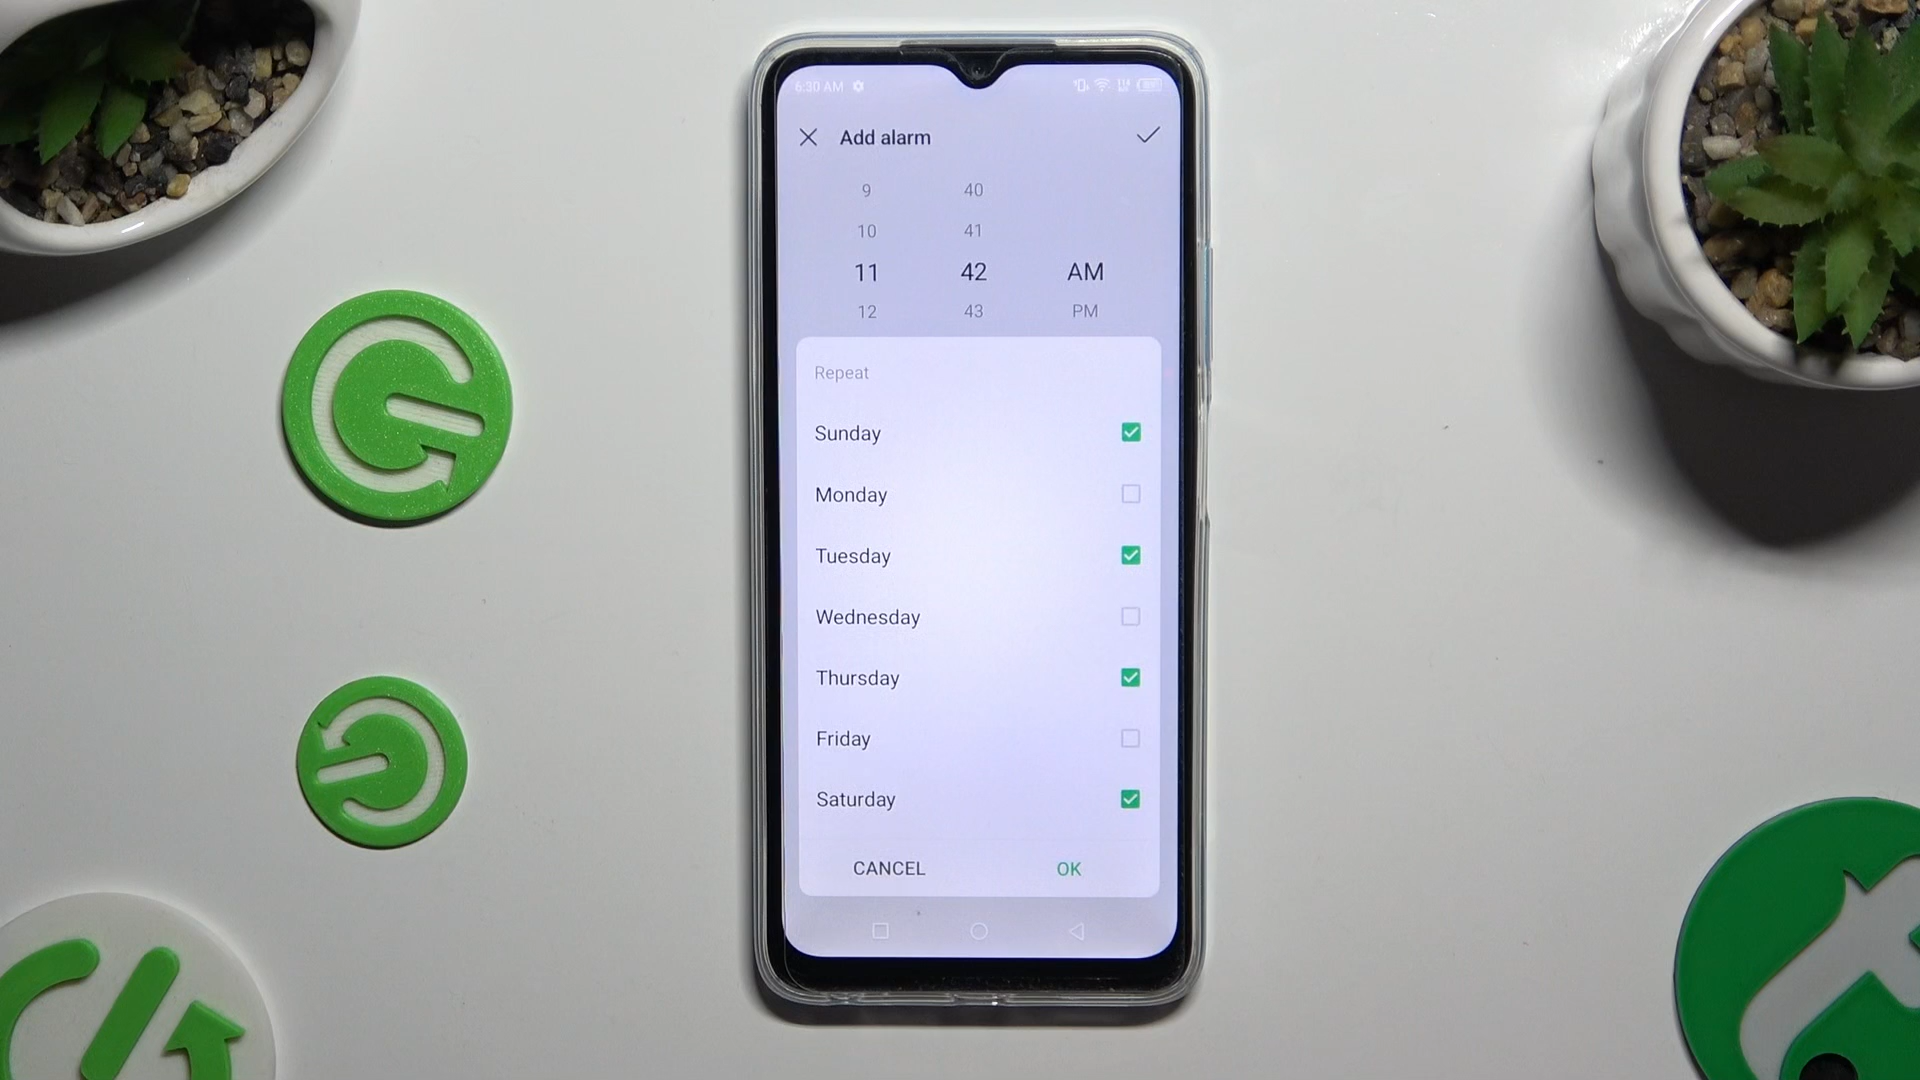 6:30 AM
Add alarm
9 40
10 41
11 42 AM
12 43 PM
Repeat
Sunday
Monday
Tuesday
Wednesday
Thursday
Friday
Saturday
CANCEL OK